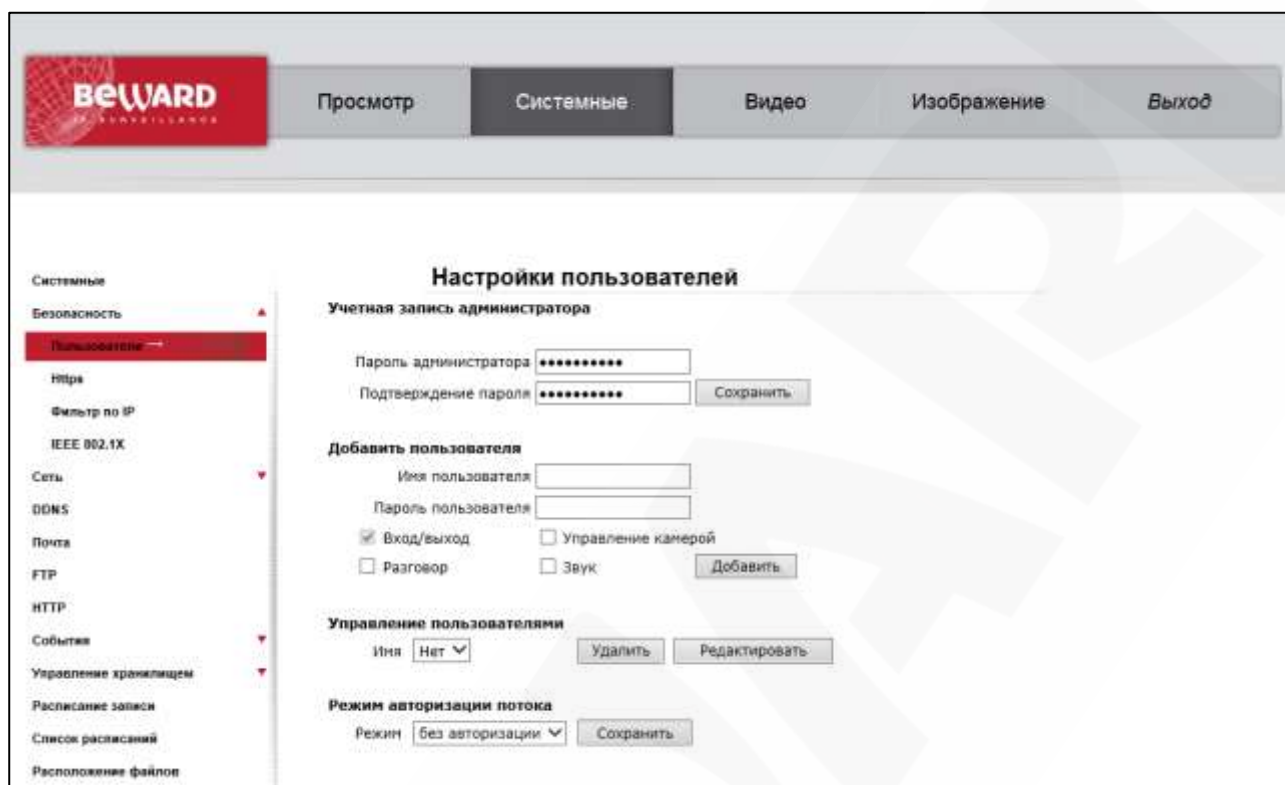 BEWARD
IP SURVEILLANCE
Просмотр
Системные
Видео
Изображение
Выход
Системные
Безопасность
Пользователи
Https
Фильтр по IP
IEEE 802.1X
Сеть
DDNS
Почта
FTP
HTTP
События
Управление хранилищем
Расписание записи
Список расписаний
Расположение файлов
Настройки пользователей
Учетная запись администратора
Пароль администратора ••••••••••
Подтверждение пароля •••••••••• Сохранить
Добавить пользователя
Имя пользователя
Пароль пользователя
Вход/выход Управление камерой
Разговор Звук Добавить
Управление пользователями
Имя Нет Удалить Редактировать
Режим авторизации потока
Режим без авторизации Сохранить